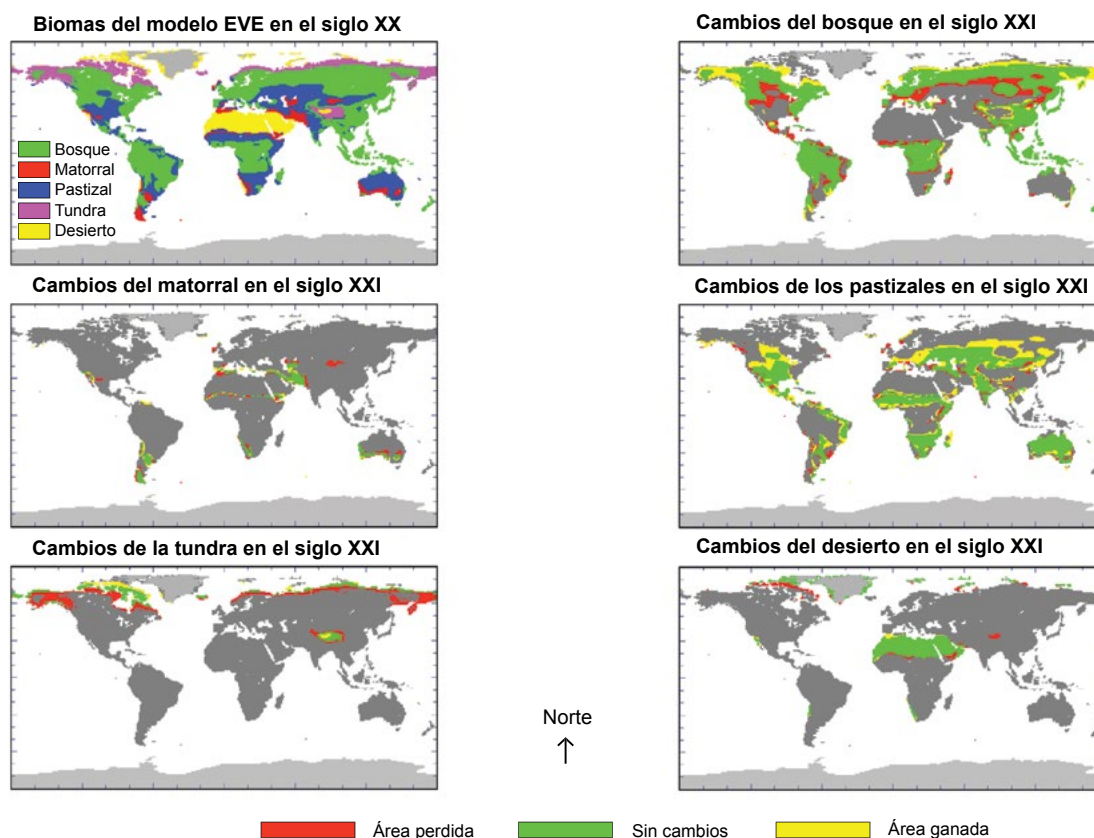 Biomas del modelo EVE en el siglo XX
Cambios del bosque en el siglo XXI
Bosque
Matorral
Pastizal
Tundra
Desierto
Cambios del matorral en el siglo XXI
Cambios de los pastizales en el siglo XXI
Cambios de la tundra en el siglo XXI
Cambios del desierto en el siglo XXI
Norte
Área perdida
Sin cambios
Área ganada